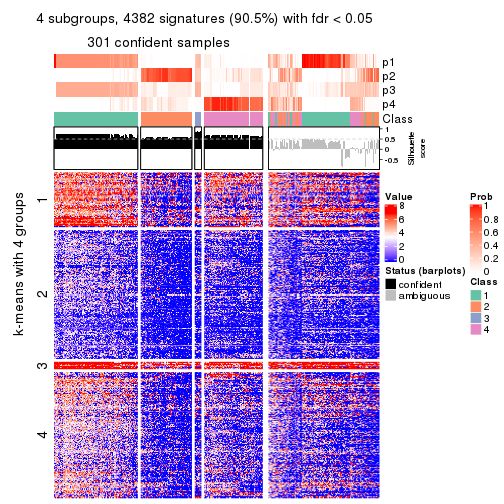 4 subgroups, 4382 signatures (90.5%) with fdr < 0.05
301 confident samples
p1
p2
p3
p4
Class
1
0.5
0
-0.5
Silhouette
score
k-means with 4 groups
1
2
3
4
Value
8
6
4
2
0
Status (barplots)
confident
ambiguous
Prob
1
0.8
0.6
0.4
0.2
0
Class
1
2
3
4